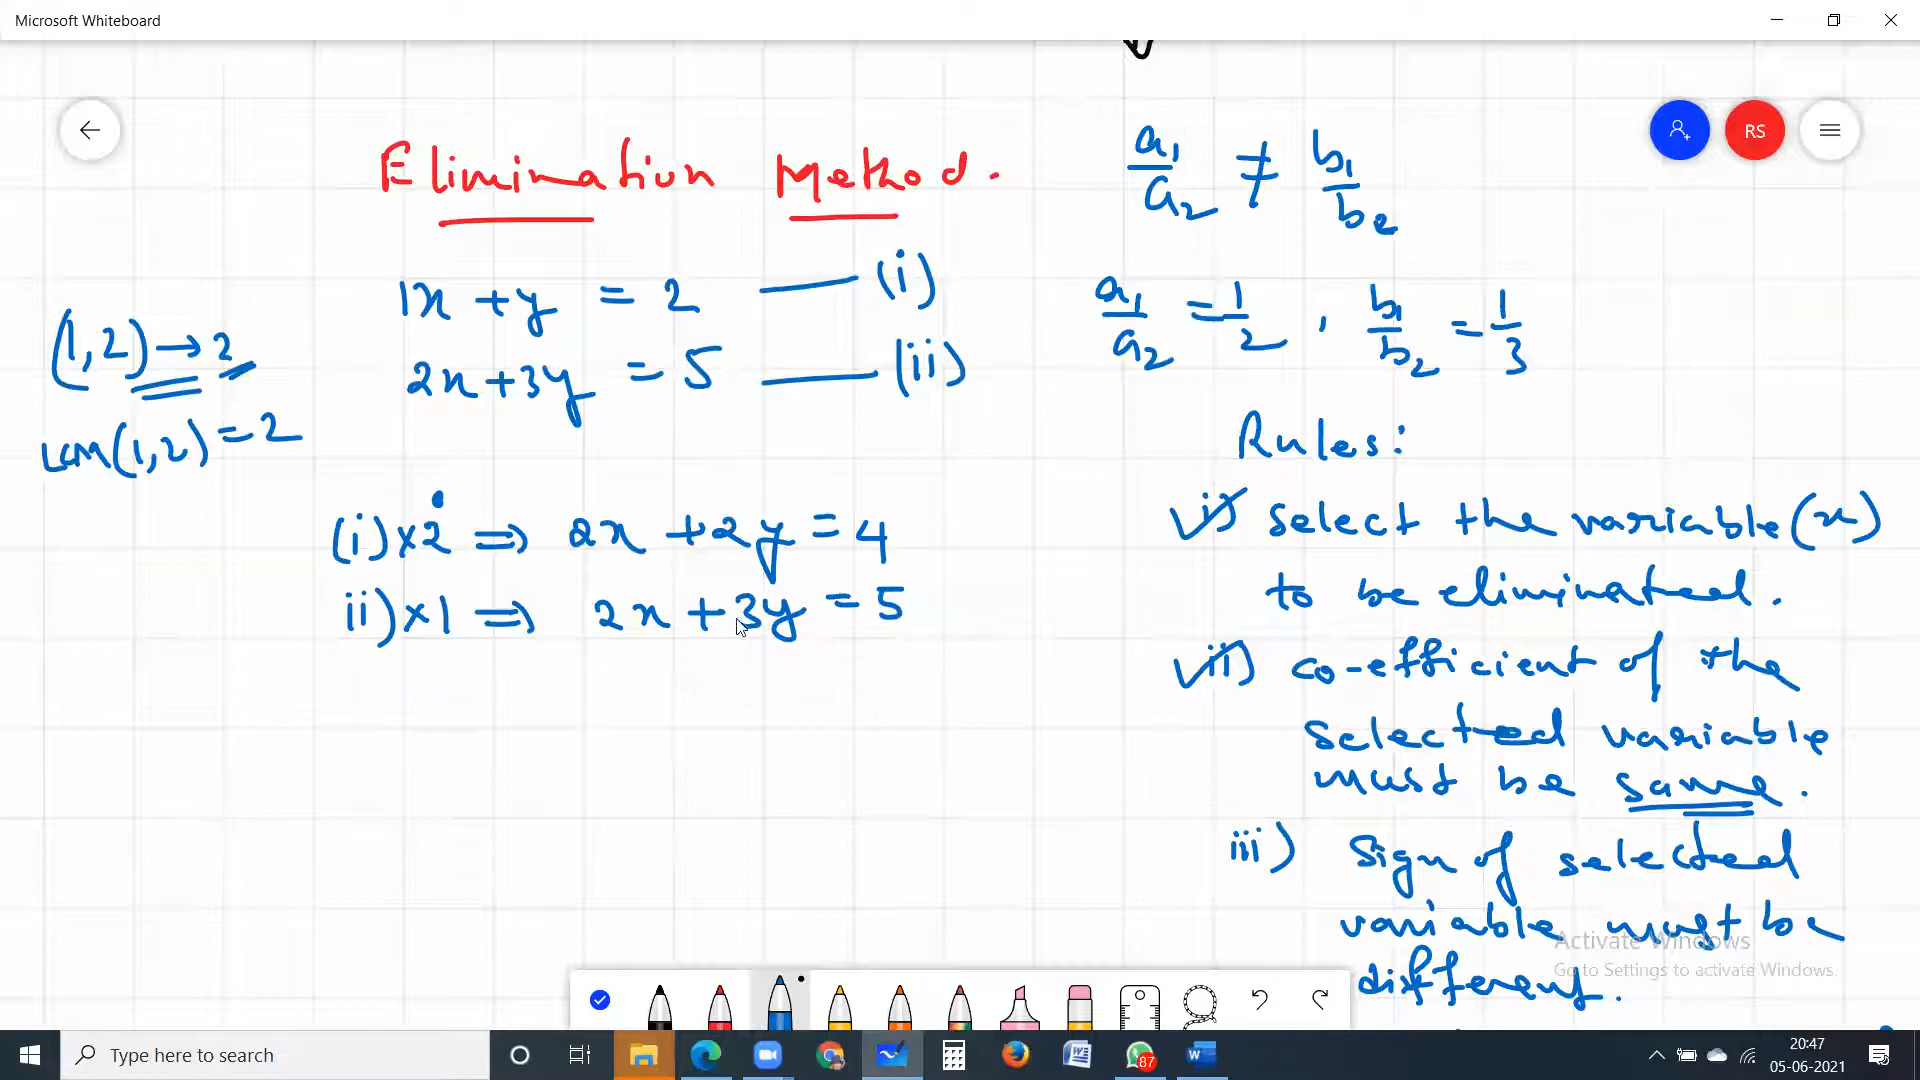 Microsoft Whiteboard
Elimination Method.
1x + y = 2 —— (i)
2x + 3y = 5 —— (ii)
(1, 2) → 2
LCM(1, 2) = 2
(i) × 2 ⇒ 2x + 2y = 4
ii) × 1 ⇒ 2x + 3y = 5
RS
a₁/a₂ ≠ b₁/b₂
a₁/a₂ = 1/2 , b₁/b₂ = 1/3
Rules:
i) select the variable (x)
to be eliminated.
ii) co-efficient of the
selected variable
must be same.
iii) Sign of selected
variable must be
different.
Activate Windows
Go to Settings to activate Windows.
Type here to search
87
20:47
05-06-2021